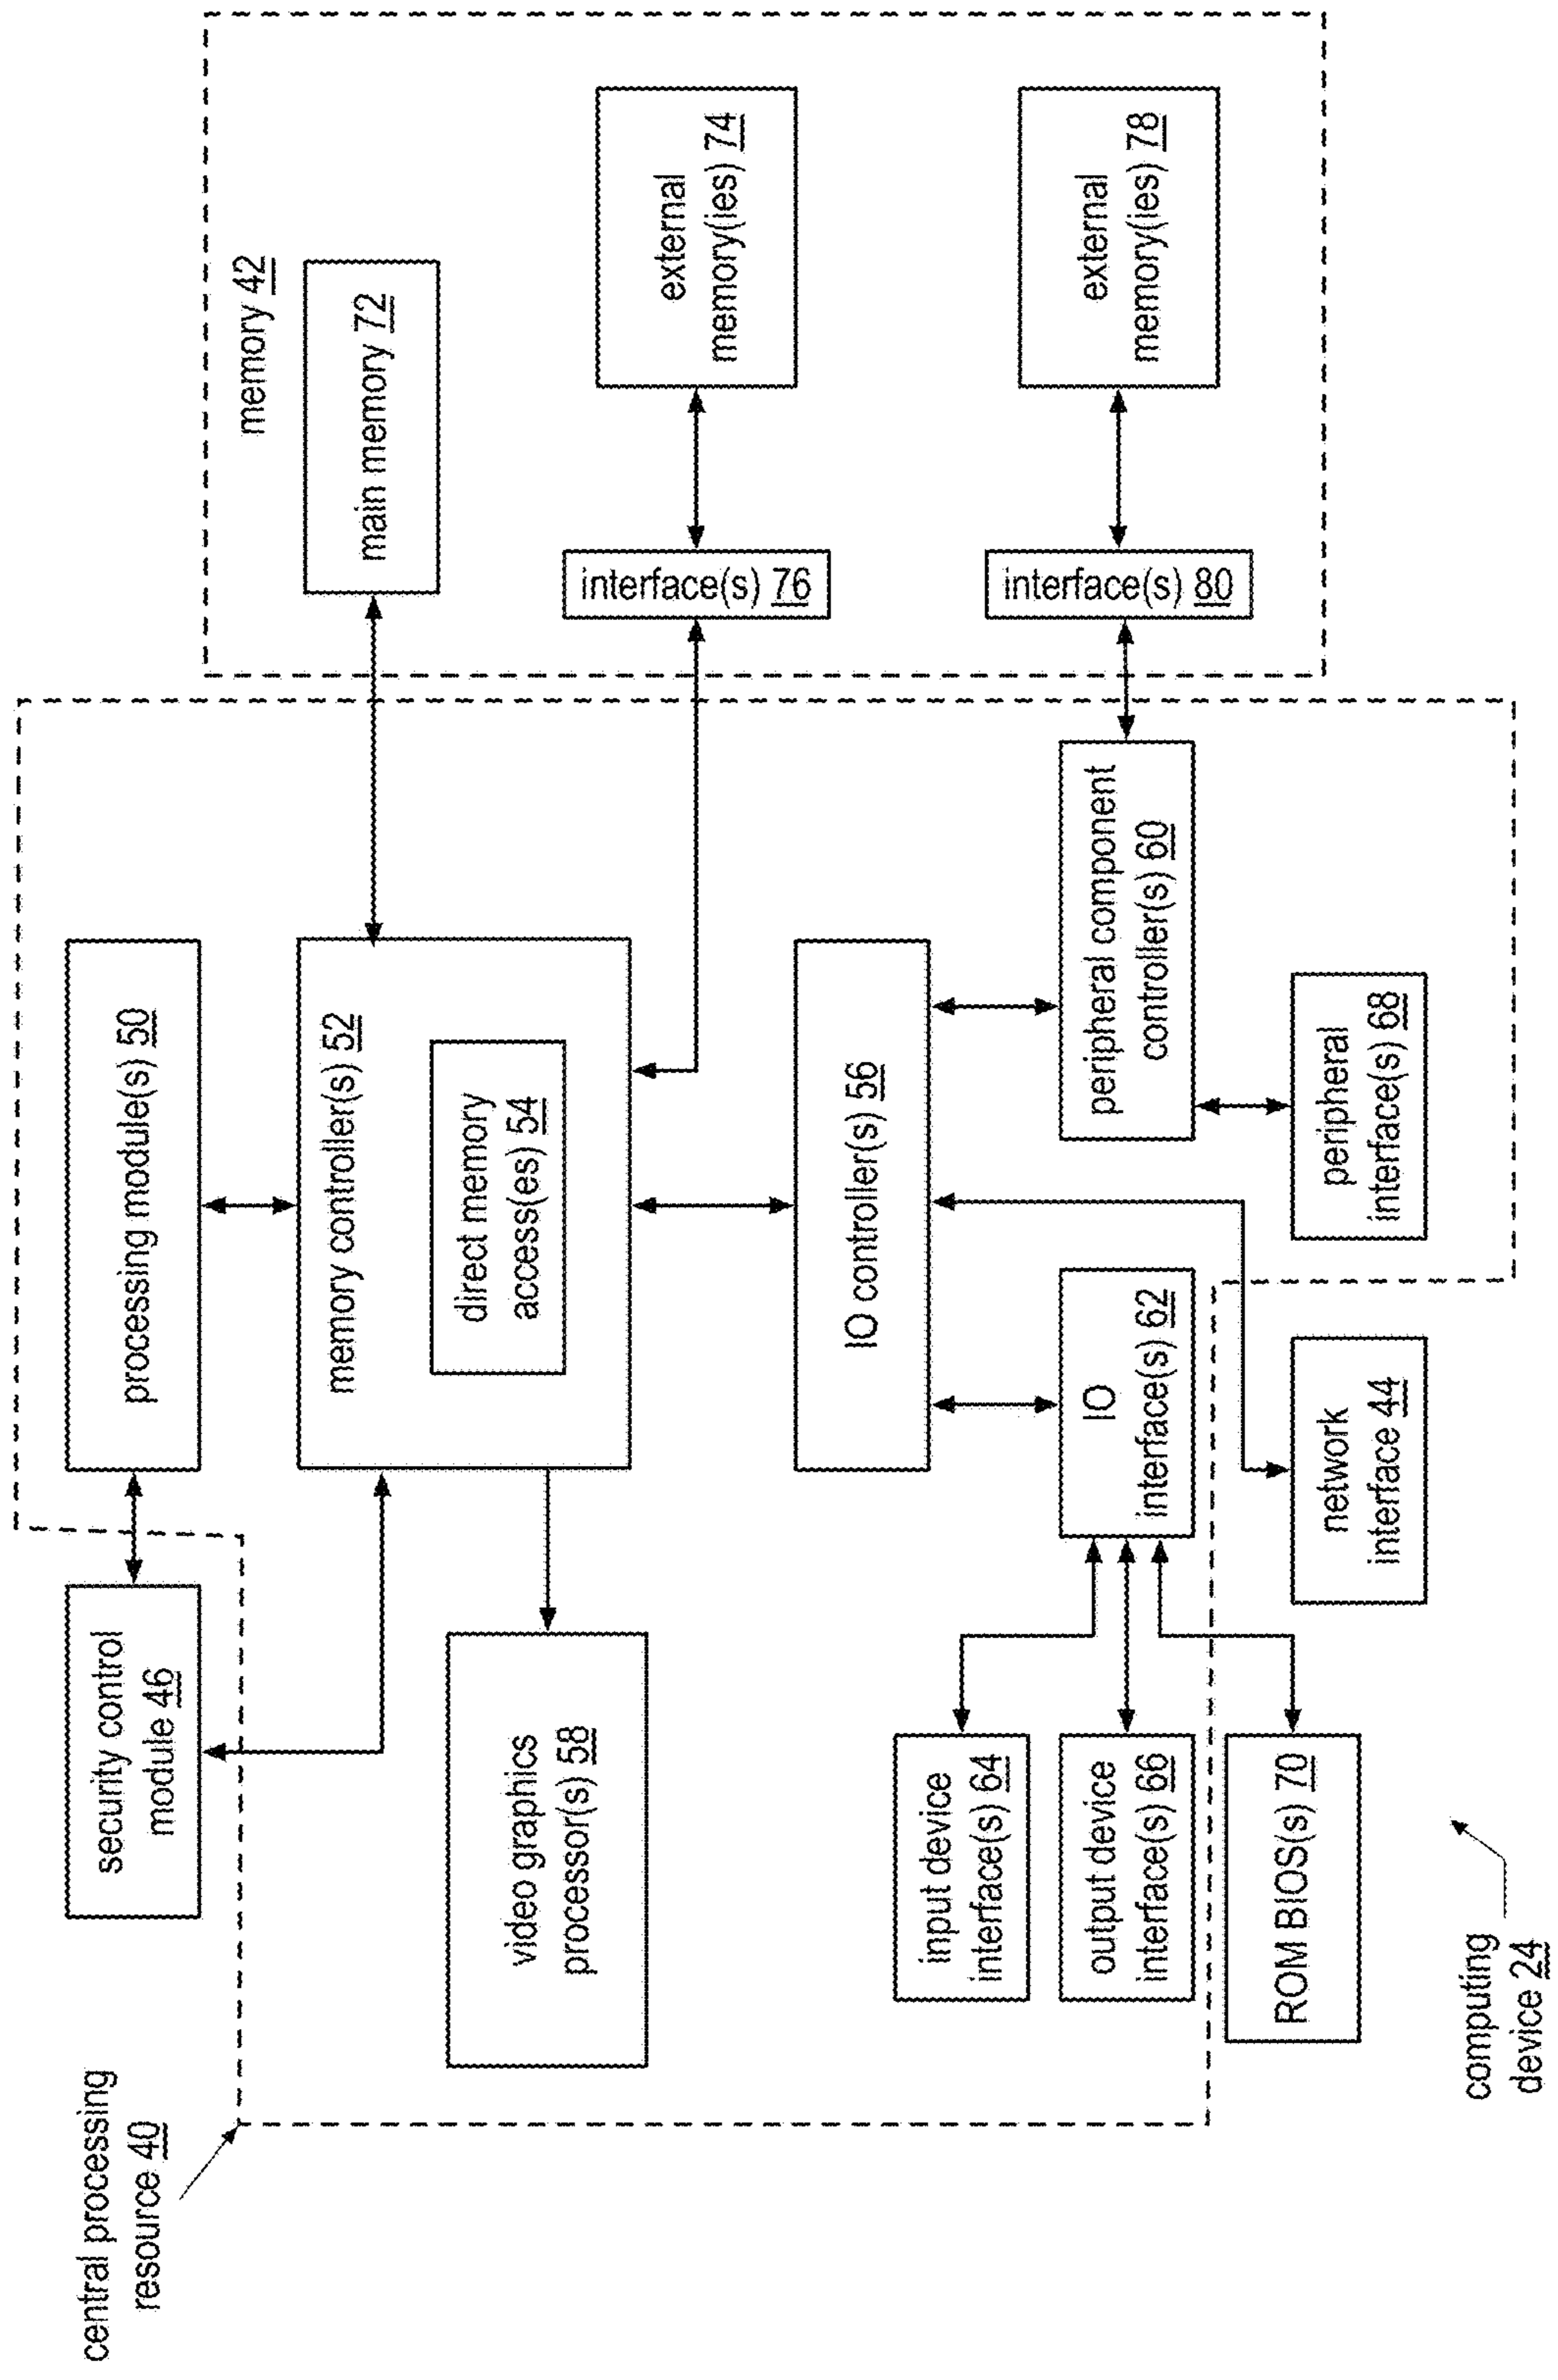 central processing
resource 40
security control
module 46
processing module(s) 50
memory 42
main memory 72
memory controller(s) 52
direct memory
access(es) 54
video graphics
processor(s) 58
interface(s) 76
external
memory(ies) 74
IO controller(s) 56
input device
interface(s) 64
output device
interface(s) 66
ROM BIOS(s) 70
IO
interface(s) 62
peripheral component
controller(s) 60
interface(s) 80
external
memory(ies) 78
network
interface 44
peripheral
interface(s) 68
computing
device 24